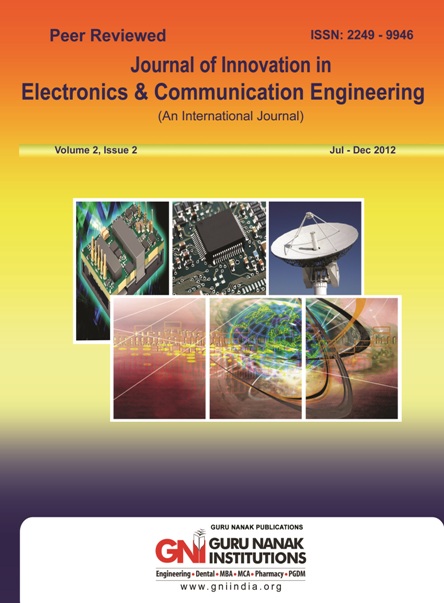 Peer Reviewed
ISSN: 2249 - 9946
Journal of Innovation in
Electronics & Communication Engineering
(An International Journal)
Volume 2, Issue 2
Jul - Dec 2012
GURU NANAK PUBLICATIONS
GNI GURU NANAK
INSTITUTIONS
Engineering • Dental • MBA • MCA • Pharmacy • PGDM
www.gniindia.org